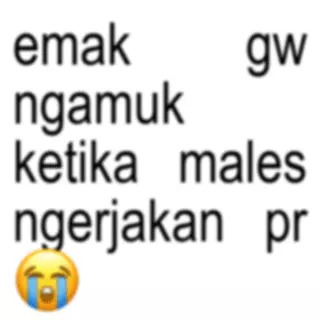 emak gw
ngamuk
ketika males
ngerjakan pr
😭